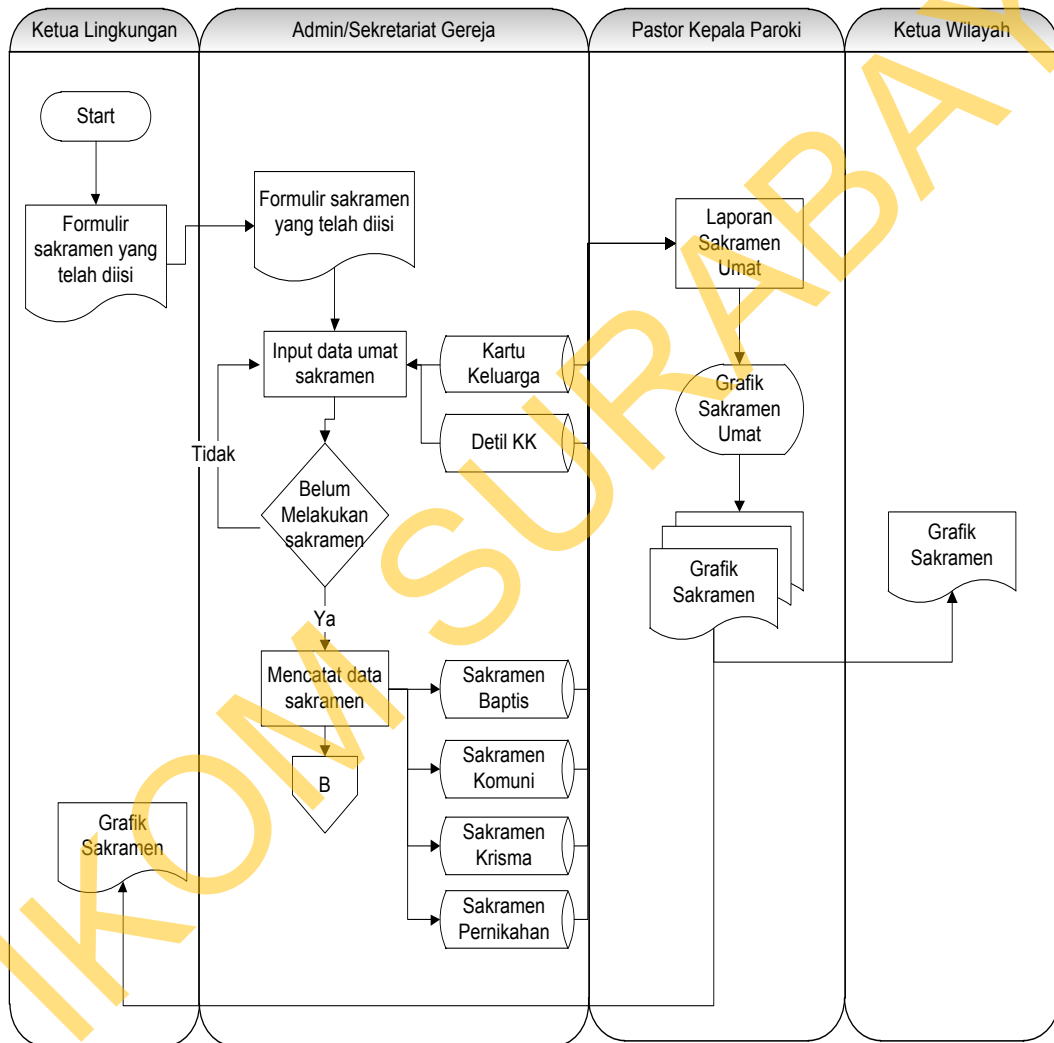 Ketua Lingkungan
Admin/Sekretariat Gereja
Pastor Kepala Paroki
Ketua Wilayah
Start
Formulir
sakramen yang
telah diisi
Formulir sakramen
yang telah diisi
Laporan
Sakramen
Umat
Input data umat
sakramen
Kartu
Keluarga
Detil KK
Grafik
Sakramen
Umat
Tidak
Belum
Melakukan
sakramen
Grafik
Sakramen
Grafik
Sakramen
Ya
Mencatat data
sakramen
Sakramen
Baptis
B
Sakramen
Komuni
Grafik
Sakramen
Sakramen
Krisma
Sakramen
Pernikahan
IKOM SURABAY